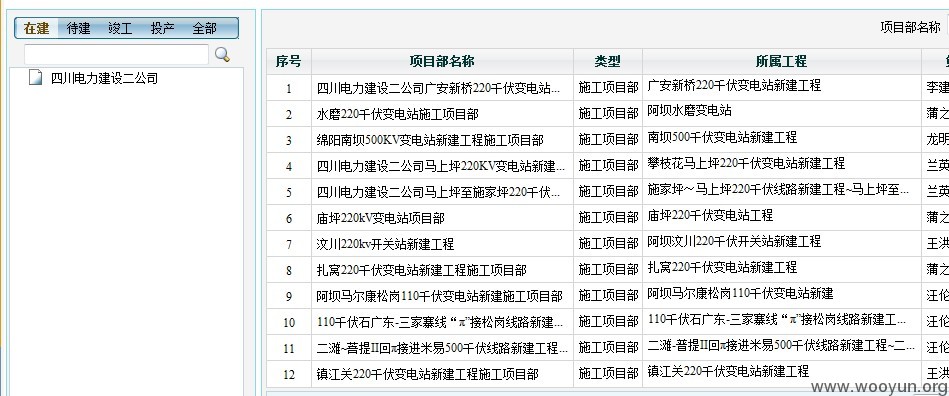 在建 待建 竣工 投产 全部
项目部名称
四川电力建设二公司
序号 项目部名称 类型 所属工程
1 四川电力建设二公司广安新桥220千伏变电站... 施工项目部 广安新桥220千伏变电站新建工程 李建
2 水磨220千伏变电站施工项目部 施工项目部 阿坝水磨变电站 蒲之
3 绵阳南坝500KV变电站新建工程施工项目部 施工项目部 南坝500千伏变电站新建工程 龙明
4 四川电力建设二公司马上坪220KV变电站新建... 施工项目部 攀枝花马上坪220千伏变电站新建工程 兰英
5 四川电力建设二公司马上坪至施家坪220千伏... 施工项目部 施家坪～马上坪220千伏线路新建工程~马上坪至... 兰英
6 庙坪220kV变电站项目部 施工项目部 庙坪220千伏变电站工程 王洪
7 汶川220kv开关站新建工程 施工项目部 阿坝汶川220千伏开关站新建工程 王洪
8 扎窝220千伏变电站新建工程施工项目部 施工项目部 扎窝220千伏变电站新建工程 蒲之
9 阿坝马尔康松岗110千伏变电站新建施工项目部 施工项目部 阿坝马尔康松岗110千伏变电站新建 汪伦
10 110千伏石广东-三家寨线“π”接松岗线路新建... 施工项目部 110千伏石广东-三家寨线“π”接松岗线路新建工... 汪伦
11 二滩~普提II回π接进米易500千伏线路新建工程... 施工项目部 二滩-普提II回π接进米易500千伏线路新建工程~二... 汪伦
12 镇江关220千伏变电站新建工程施工项目部 施工项目部 镇江关220千伏变电站新建工程 王洪
www.wooyun.org